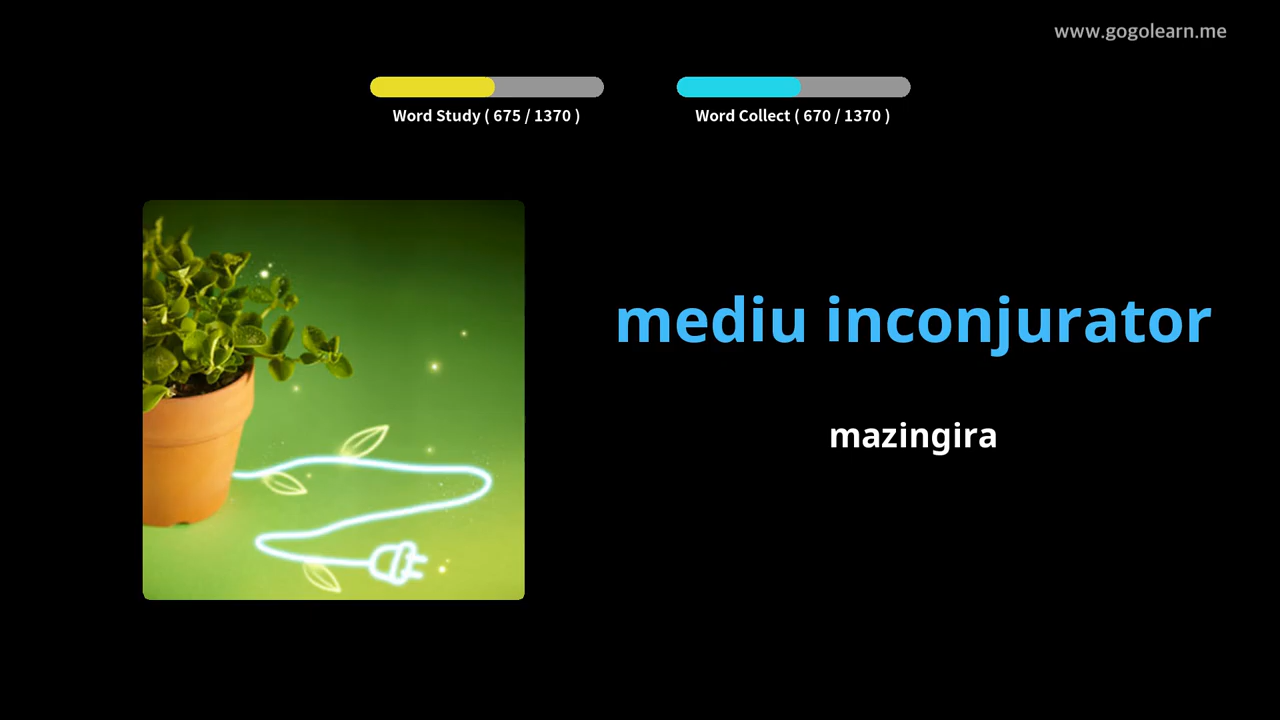 www.gogolearn.me
Word Study ( 675 / 1370 )
Word Collect ( 670 / 1370 )
mediu inconjurator
mazingira